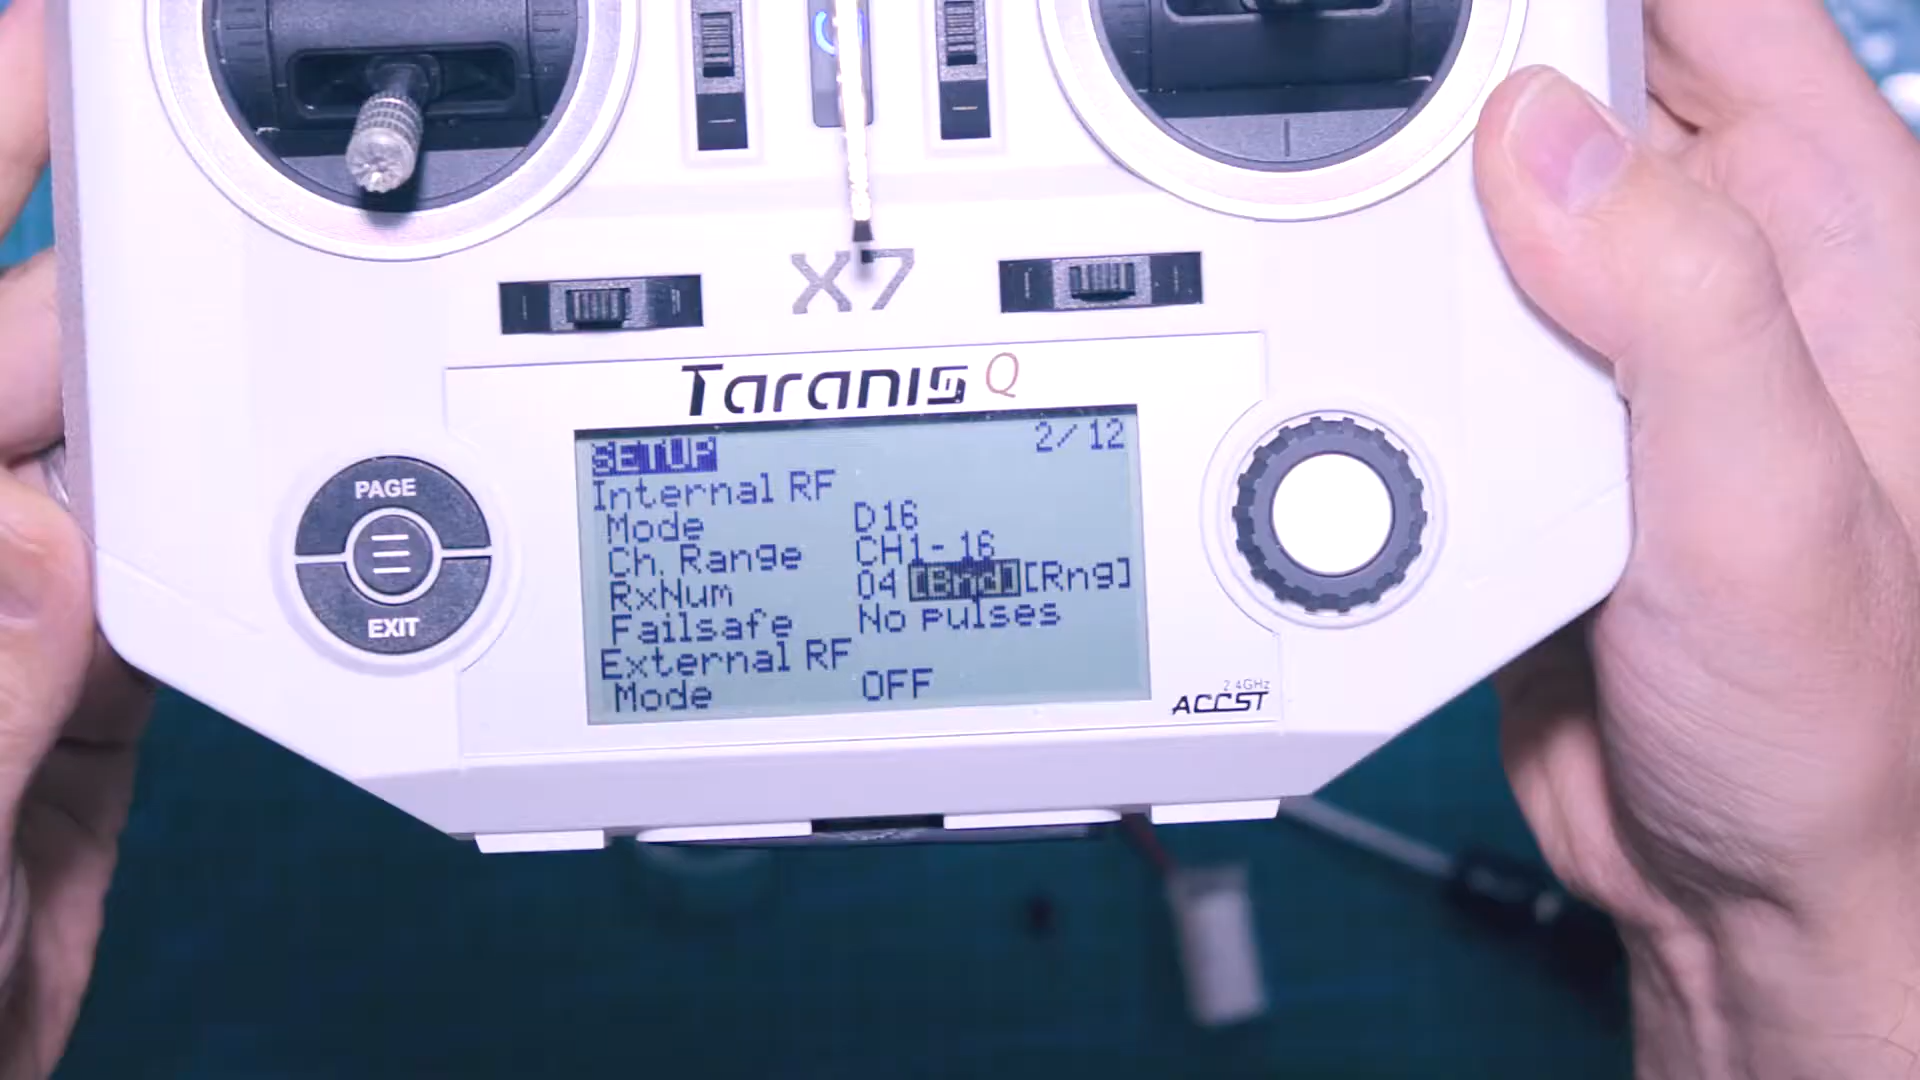 X7
Taranis Q
SETUP 2/12
Internal RF
Mode D16
Ch. Range CH1-16
RxNum 04 [Bnd] [Rng]
Failsafe No pulses
External RF
Mode OFF
PAGE
EXIT
2.4GHz
ACCST